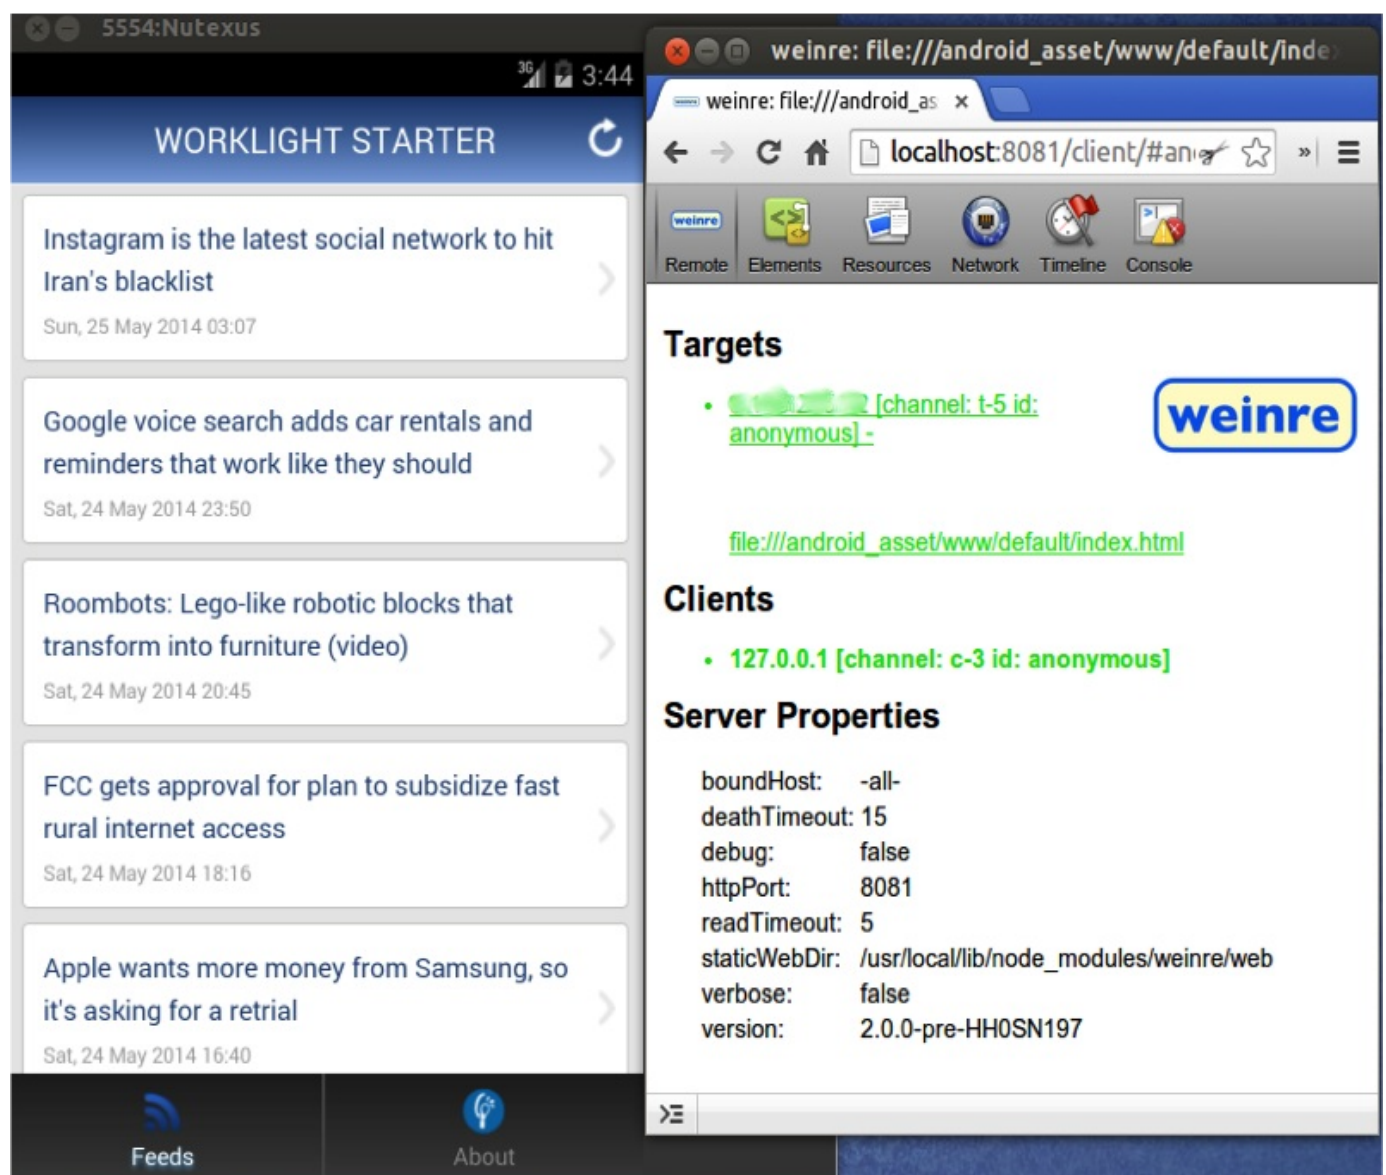 5554:Nutexus
3G 3:44
WORKLIGHT STARTER
Instagram is the latest social network to hit
Iran's blacklist
Sun, 25 May 2014 03:07
Google voice search adds car rentals and
reminders that work like they should
Sat, 24 May 2014 23:50
Roombots: Lego-like robotic blocks that
transform into furniture (video)
Sat, 24 May 2014 20:45
FCC gets approval for plan to subsidize fast
rural internet access
Sat, 24 May 2014 18:16
Apple wants more money from Samsung, so
it's asking for a retrial
Sat, 24 May 2014 16:40
Feeds About
weinre: file:///android_asset/www/default/inde
weinre: file:///android_as
localhost:8081/client/#an
weinre
Remote Elements Resources Network Timeline Console
Targets
[channel: t-5 id:
anonymous] -
weinre
file:///android_asset/www/default/index.html
Clients
127.0.0.1 [channel: c-3 id: anonymous]
Server Properties
boundHost: -all-
deathTimeout: 15
debug: false
httpPort: 8081
readTimeout: 5
staticWebDir: /usr/local/lib/node_modules/weinre/web
verbose: false
version: 2.0.0-pre-HH0SN197